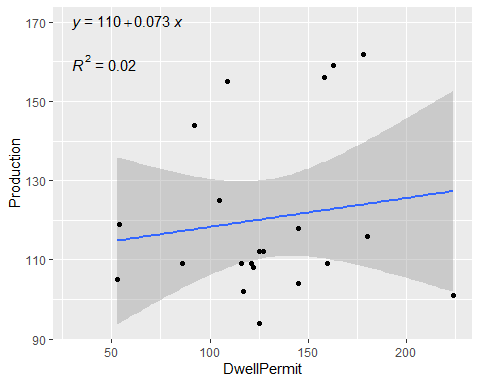 y = 110 + 0.073 x
R² = 0.02
170
150
130
110
90
Production
50
100
150
200
DwellPermit